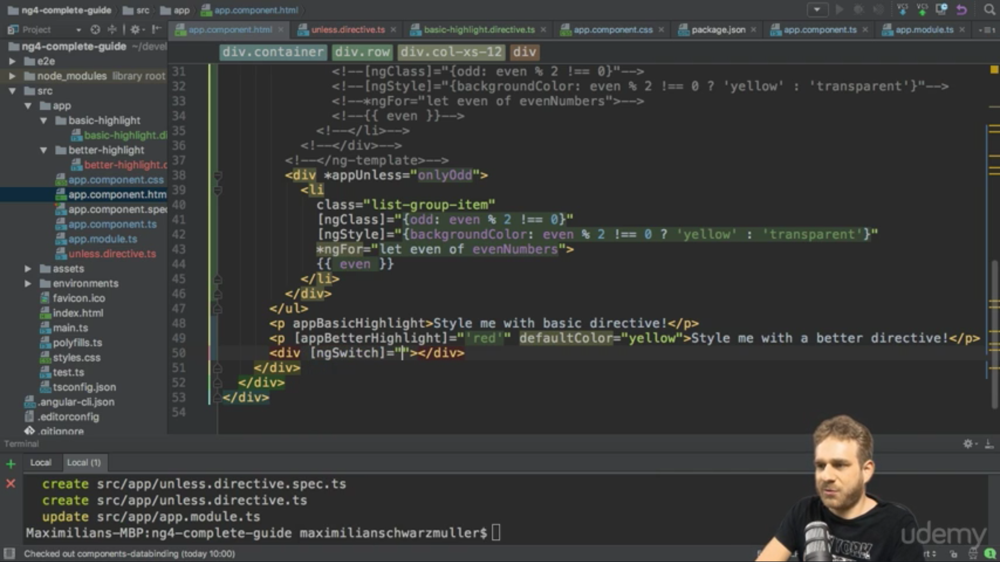 ng4-complete-guide src app app.component.html
Project
app.component.html unless.directive.ts basic-highlight.directive.ts app.component.css package.json app.component.ts app.module.ts
ng4-complete-guide ~/devel
div.container div.row div.col-xs-12 div
e2e
node_modules library root
src
app
basic-highlight
basic-highlight.di
better-highlight
better-highlight.c
app.component.css
app.component.htm
app.component.spec
app.component.ts
app.module.ts
unless.directive.ts
assets
environments
favicon.ico
index.html
main.ts
polyfills.ts
styles.css
test.ts
tsconfig.json
.angular-cli.json
.editorconfig
.gitignore
31 <!--[ngClass]="{odd: even % 2 !== 0}"-->
32 <!--[ngStyle]="{backgroundColor: even % 2 !== 0 ? 'yellow' : 'transparent'}"-->
33 <!--*ngFor="let even of evenNumbers">-->
34 <!--{{ even }}-->
35 <!--</li>-->
36 <!--</div>-->
37 <!--</ng-template>-->
38 <div *appUnless="onlyOdd">
39 <li
40 class="list-group-item"
41 [ngClass]="{odd: even % 2 !== 0}"
42 [ngStyle]="{backgroundColor: even % 2 !== 0 ? 'yellow' : 'transparent'}"
43 *ngFor="let even of evenNumbers">
44 {{ even }}
45 </li>
46 </div>
47 </ul>
48 <p appBasicHighlight>Style me with basic directive!</p>
49 <p [appBetterHighlight]="'red'" defaultColor="yellow">Style me with a better directive!</p>
50 <div [ngSwitch]=""></div>
51 </div>
52 </div>
53 </div>
54
Terminal
Local Local (1)
create src/app/unless.directive.spec.ts
create src/app/unless.directive.ts
update src/app/app.module.ts
Maximilians-MBP:ng4-complete-guide maximilianschwarzmuller$
Checked out components-databinding (today 10:00)
YORK
udemy